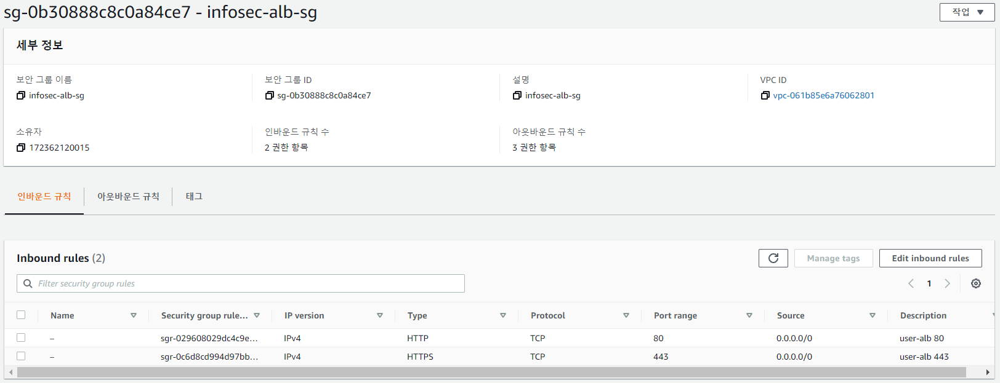 sg-0b30888c8c0a84ce7 - infosec-alb-sg
작업
세부 정보
보안 그룹 이름
infosec-alb-sg
보안 그룹 ID
sg-0b30888c8c0a84ce7
설명
infosec-alb-sg
VPC ID
vpc-061b85e6a76062801
소유자
172362120015
인바운드 규칙 수
2 권한 항목
아웃바운드 규칙 수
3 권한 항목
인바운드 규칙 아웃바운드 규칙 태그
Inbound rules (2)
Manage tags
Edit inbound rules
Filter security group rules
1
Name Security group rule... IP version Type Protocol Port range Source Description
– sgr-029608029dc4c9e... IPv4 HTTP TCP 80 0.0.0.0/0 user-alb 80
– sgr-0c6d8cd994d97bb... IPv4 HTTPS TCP 443 0.0.0.0/0 user-alb 443